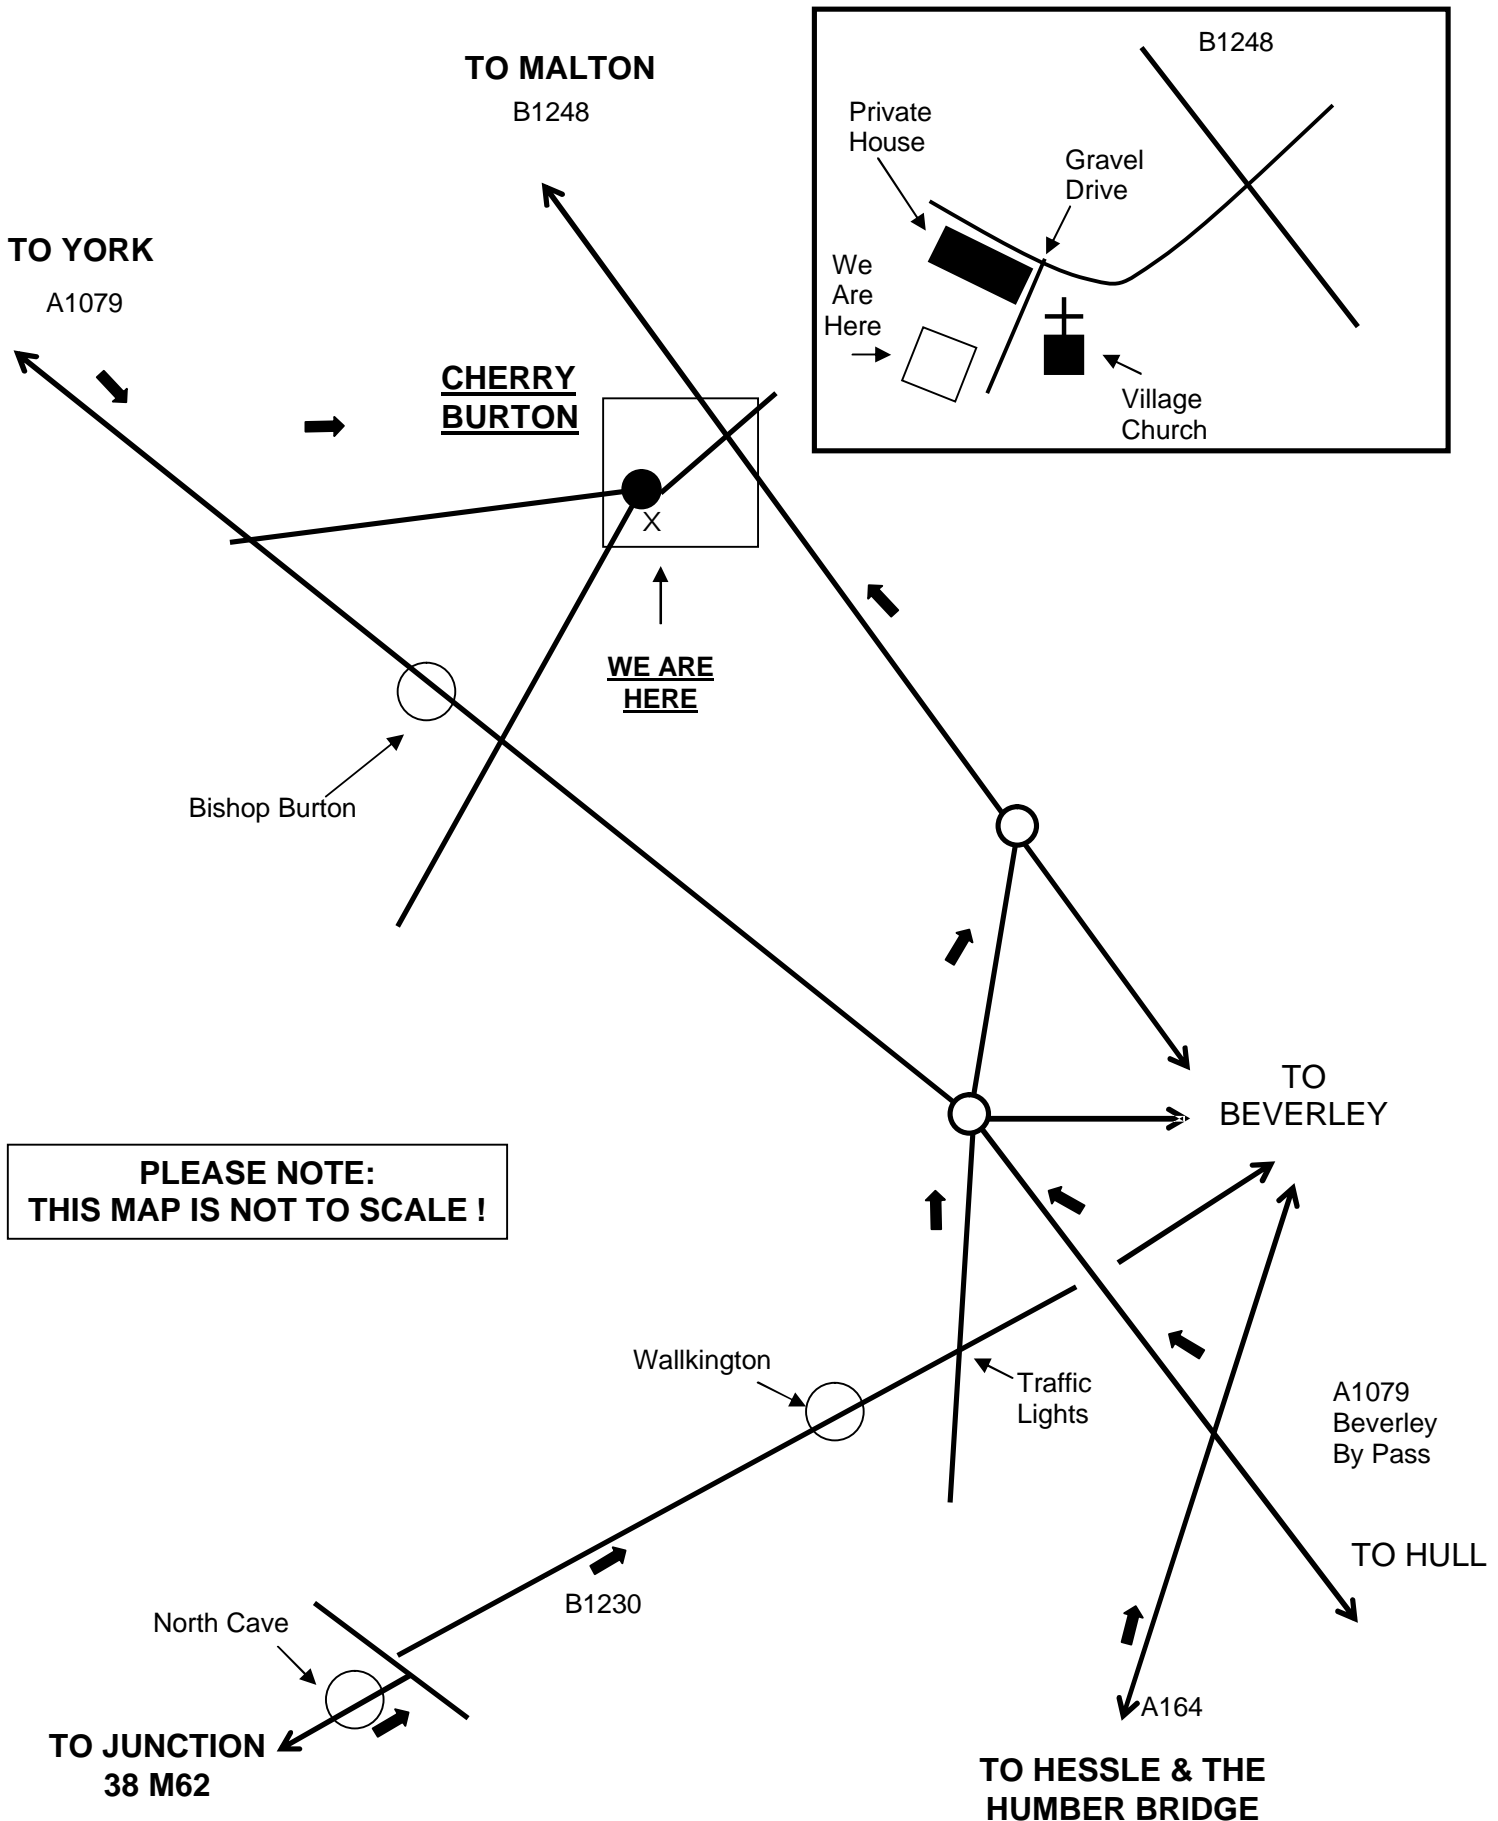 TO MALTON
B1248
B1248
Private
House
Gravel
Drive
We
Are
Here
Village
Church
TO YORK
A1079
CHERRY
BURTON
X
WE ARE
HERE
Bishop Burton
TO
BEVERLEY
PLEASE NOTE:
THIS MAP IS NOT TO SCALE !
Wallkington
Traffic
Lights
A1079
Beverley
By Pass
TO HULL
B1230
North Cave
A164
TO JUNCTION
38 M62
TO HESSLE & THE
HUMBER BRIDGE